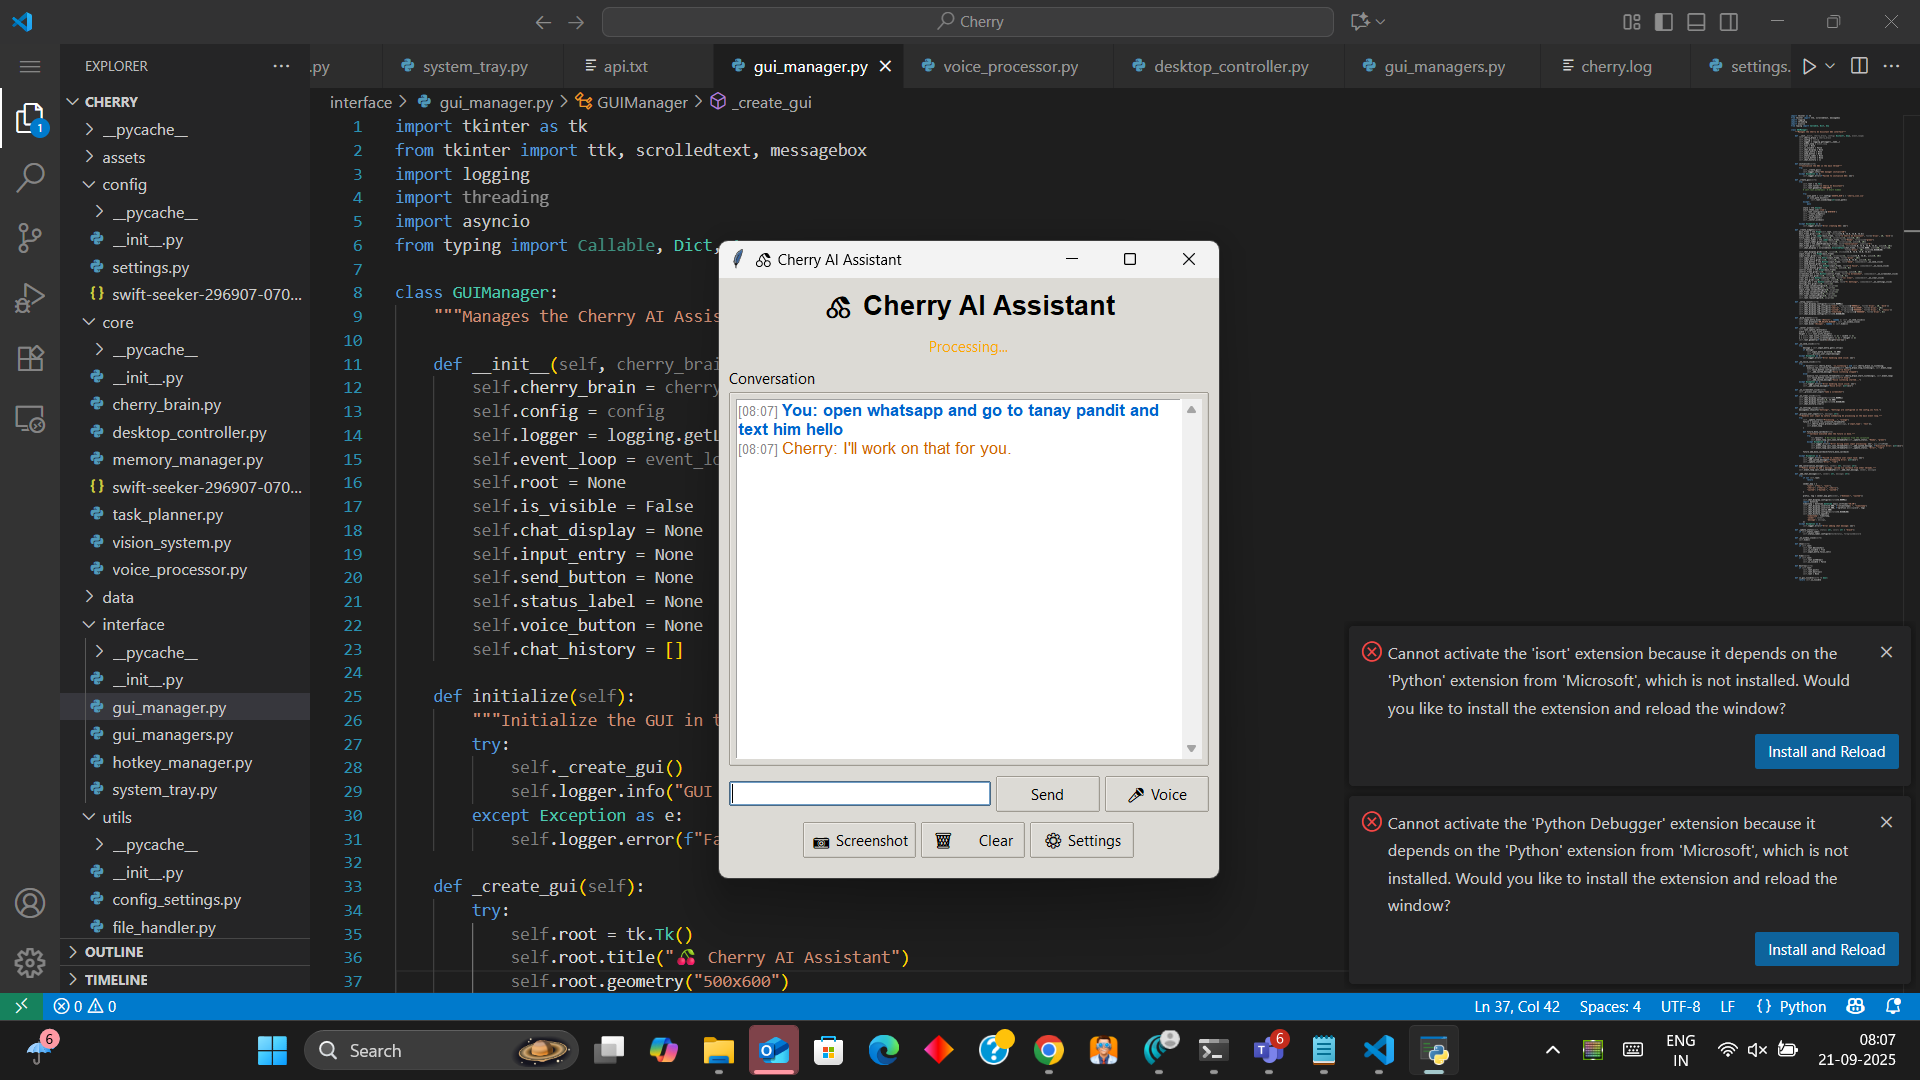 Cherry
EXPLORER
.py
system_tray.py
api.txt
gui_manager.py
voice_processor.py
desktop_controller.py
gui_managers.py
cherry.log
settings.
interface > gui_manager.py > GUIManager > _create_gui
CHERRY
__pycache__
assets
config
__pycache__
__init__.py
settings.py
swift-seeker-296907-070...
core
__pycache__
__init__.py
cherry_brain.py
desktop_controller.py
memory_manager.py
swift-seeker-296907-070...
task_planner.py
vision_system.py
voice_processor.py
data
interface
__pycache__
__init__.py
gui_manager.py
gui_managers.py
hotkey_manager.py
system_tray.py
utils
__pycache__
__init__.py
config_settings.py
file_handler.py
OUTLINE
TIMELINE
1
1 import tkinter as tk
2 from tkinter import ttk, scrolledtext, messagebox
3 import logging
4 import threading
5 import asyncio
6 from typing import Callable, Dict,
7
8 class GUIManager:
9 """Manages the Cherry AI Assis
10
11 def __init__(self, cherry_brai
12 self.cherry_brain = cherry
13 self.config = config
14 self.logger = logging.getL
15 self.event_loop = event_lo
16 self.root = None
17 self.is_visible = False
18 self.chat_display = None
19 self.input_entry = None
20 self.send_button = None
21 self.status_label = None
22 self.voice_button = None
23 self.chat_history = []
24
25 def initialize(self):
26 """Initialize the GUI in t
27 try:
28 self._create_gui()
29 self.logger.info("GUI
30 except Exception as e:
31 self.logger.error(f"Fa
32
33 def _create_gui(self):
34 try:
35 self.root = tk.Tk()
36 self.root.title("🍒 Cherry AI Assistant")
37 self.root.geometry("500x600")
🍒 Cherry AI Assistant
🍒 Cherry AI Assistant
Processing...
Conversation
[08:07] You: open whatsapp and go to tanay pandit and
text him hello
[08:07] Cherry: I'll work on that for you.
Send
Voice
Screenshot
Clear
Settings
Cannot activate the 'isort' extension because it depends on the
'Python' extension from 'Microsoft', which is not installed. Would
you like to install the extension and reload the window?
Install and Reload
Cannot activate the 'Python Debugger' extension because it
depends on the 'Python' extension from 'Microsoft', which is not
installed. Would you like to install the extension and reload the
window?
Install and Reload
0 0
Ln 37, Col 42
Spaces: 4
UTF-8
LF
{ } Python
6
Search
6
ENG
IN
08:07
21-09-2025